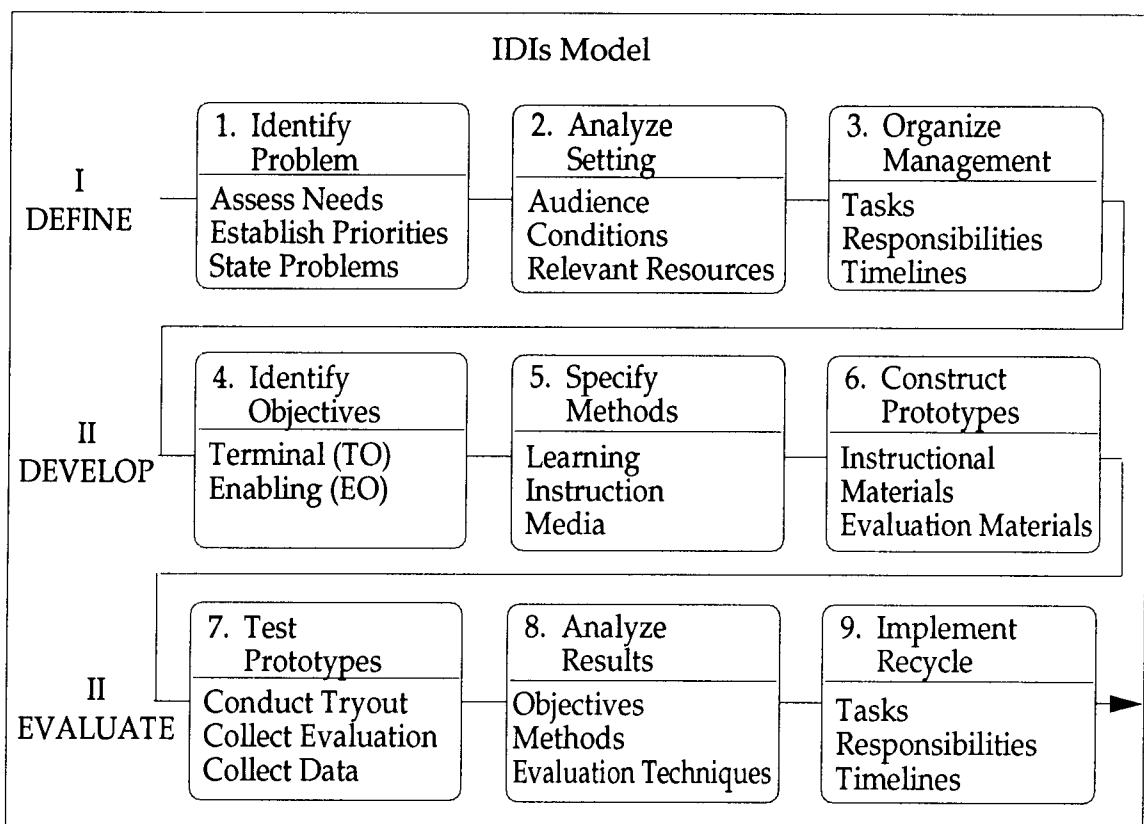 IDIs Model
I
DEFINE
1. Identify
Problem
Assess Needs
Establish Priorities
State Problems
2. Analyze
Setting
Audience
Conditions
Relevant Resources
3. Organize
Management
Tasks
Responsibilities
Timelines
II
DEVELOP
4. Identify
Objectives
Terminal (TO)
Enabling (EO)
5. Specify
Methods
Learning
Instruction
Media
6. Construct
Prototypes
Instructional
Materials
Evaluation Materials
II
EVALUATE
7. Test
Prototypes
Conduct Tryout
Collect Evaluation
Collect Data
8. Analyze
Results
Objectives
Methods
Evaluation Techniques
9. Implement
Recycle
Tasks
Responsibilities
Timelines